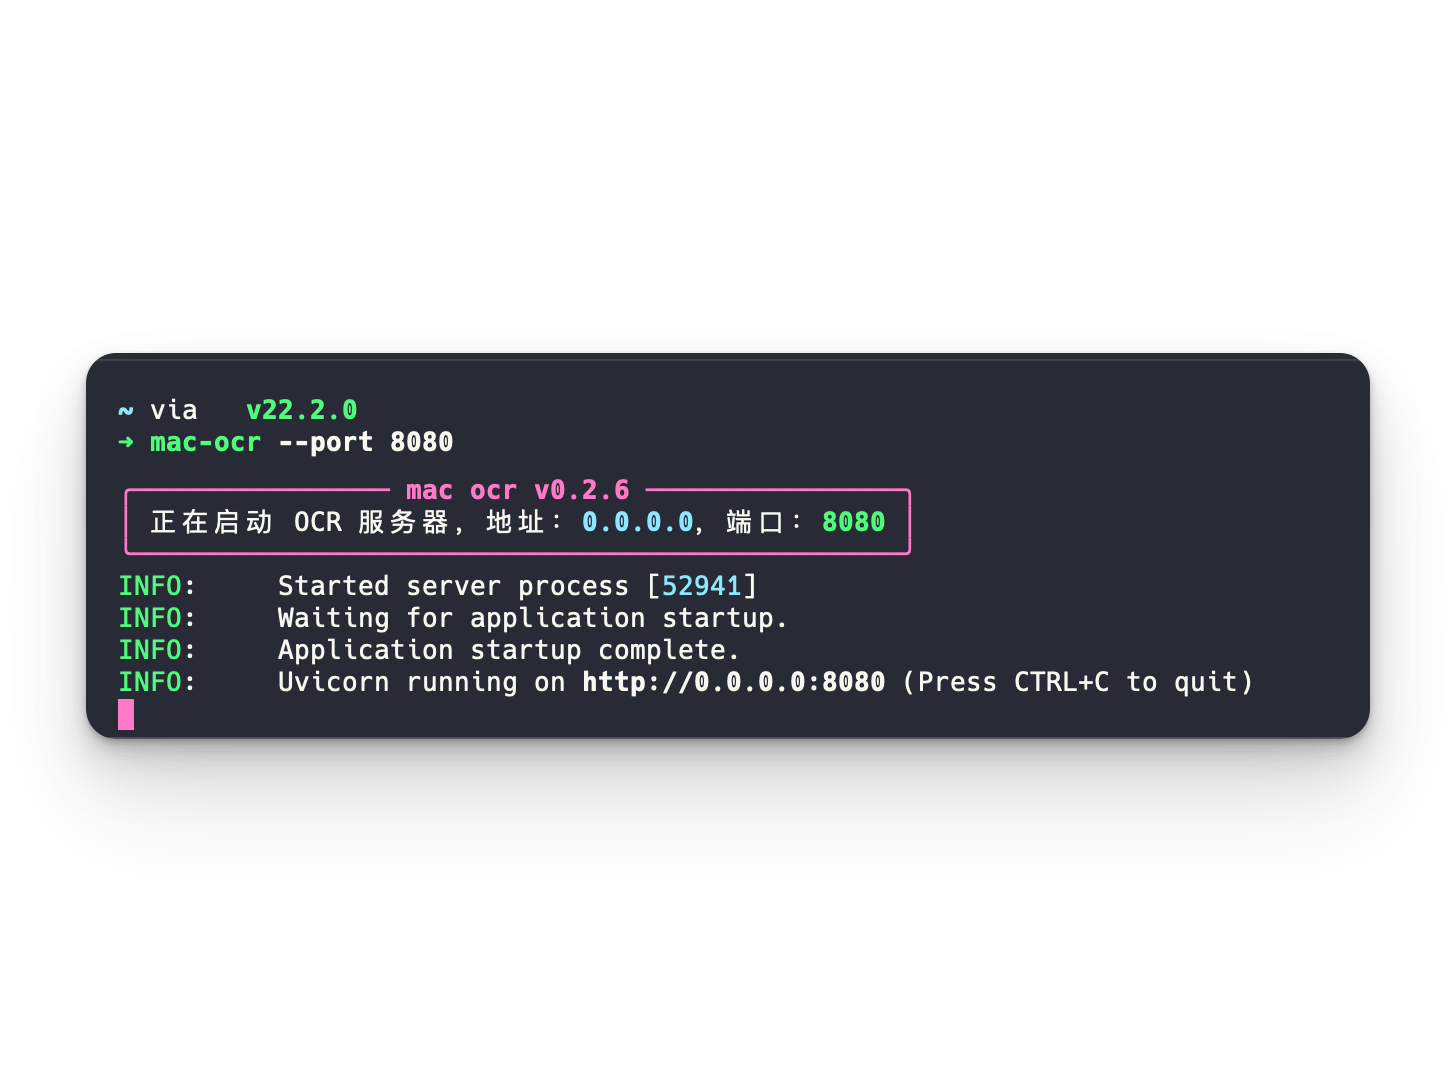 ~ via v22.2.0
➜ mac-ocr --port 8080
mac ocr v0.2.6
正在启动 OCR 服务器, 地址: 0.0.0.0, 端口: 8080
INFO: Started server process [52941]
INFO: Waiting for application startup.
INFO: Application startup complete.
INFO: Uvicorn running on http://0.0.0.0:8080 (Press CTRL+C to quit)